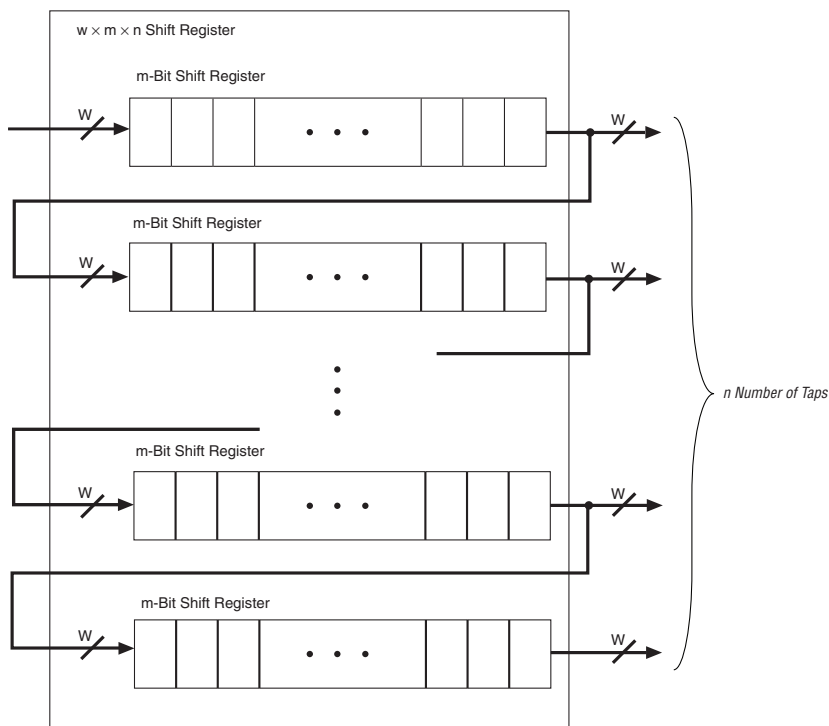 w × m × n Shift Register
m-Bit Shift Register
W
W
m-Bit Shift Register
W
W
n Number of Taps
m-Bit Shift Register
W
W
m-Bit Shift Register
W
W